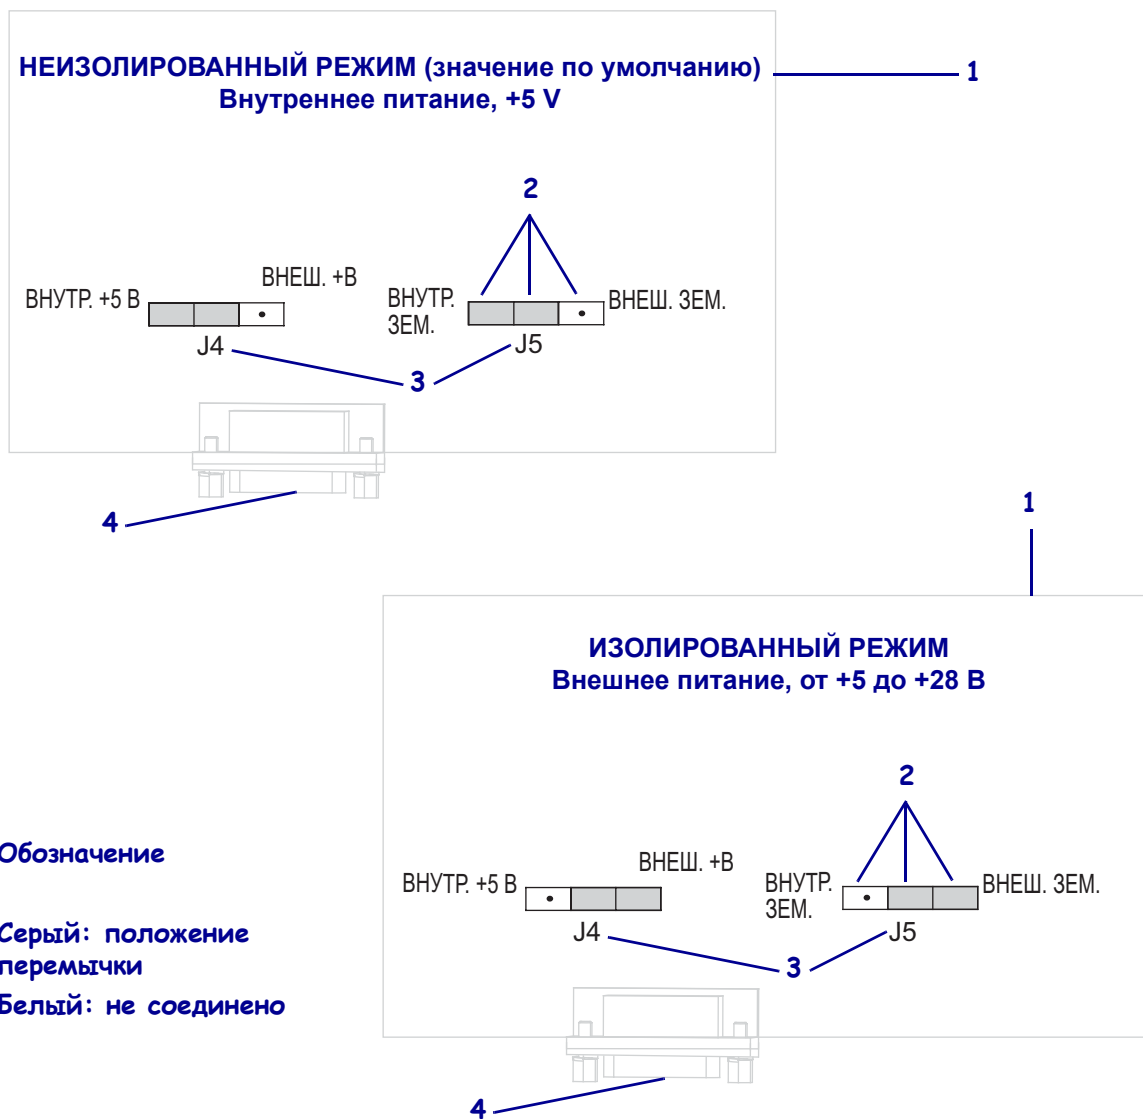 НЕИЗОЛИРОВАННЫЙ РЕЖИМ (значение по умолчанию)
Внутреннее питание, +5 V
1
2
ВНУТР. +5 В
ВНЕШ. +В
ВНУТР.
ЗЕМ.
ВНЕШ. ЗЕМ.
J4
J5
3
4
1
ИЗОЛИРОВАННЫЙ РЕЖИМ
Внешнее питание, от +5 до +28 В
2
Обозначение
ВНУТР. +5 В
ВНЕШ. +В
ВНУТР.
ЗЕМ.
ВНЕШ. ЗЕМ.
J4
J5
Серый: положение
перемычки
Белый: не соединено
3
4